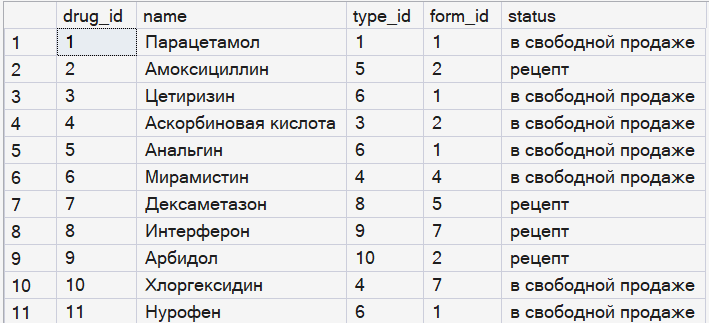 drug_id name type_id form_id status
1 1 Парацетамол 1 1 в свободной продаже
2 2 Амоксициллин 5 2 рецепт
3 3 Цетиризин 6 1 в свободной продаже
4 4 Аскорбиновая кислота 3 2 в свободной продаже
5 5 Анальгин 6 1 в свободной продаже
6 6 Мирамистин 4 4 в свободной продаже
7 7 Дексаметазон 8 5 рецепт
8 8 Интерферон 9 7 рецепт
9 9 Арбидол 10 2 рецепт
10 10 Хлоргексидин 4 7 в свободной продаже
11 11 Нурофен 6 1 в свободной продаже